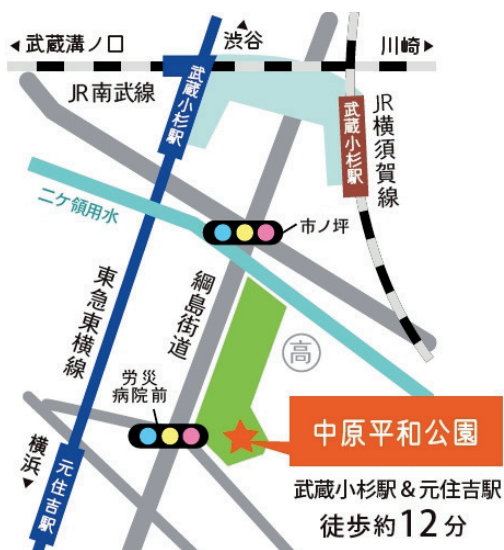 ◀武蔵溝ノ口
▲
渋谷
川崎▶
JR南武線
武蔵小杉駅
武蔵小杉駅
JR横須賀線
二ケ領用水
市ノ坪
東急東横線
綱島街道
高
労災
病院前
中原平和公園
横浜
▼
元住吉駅
武蔵小杉駅&元住吉駅
徒歩約12分